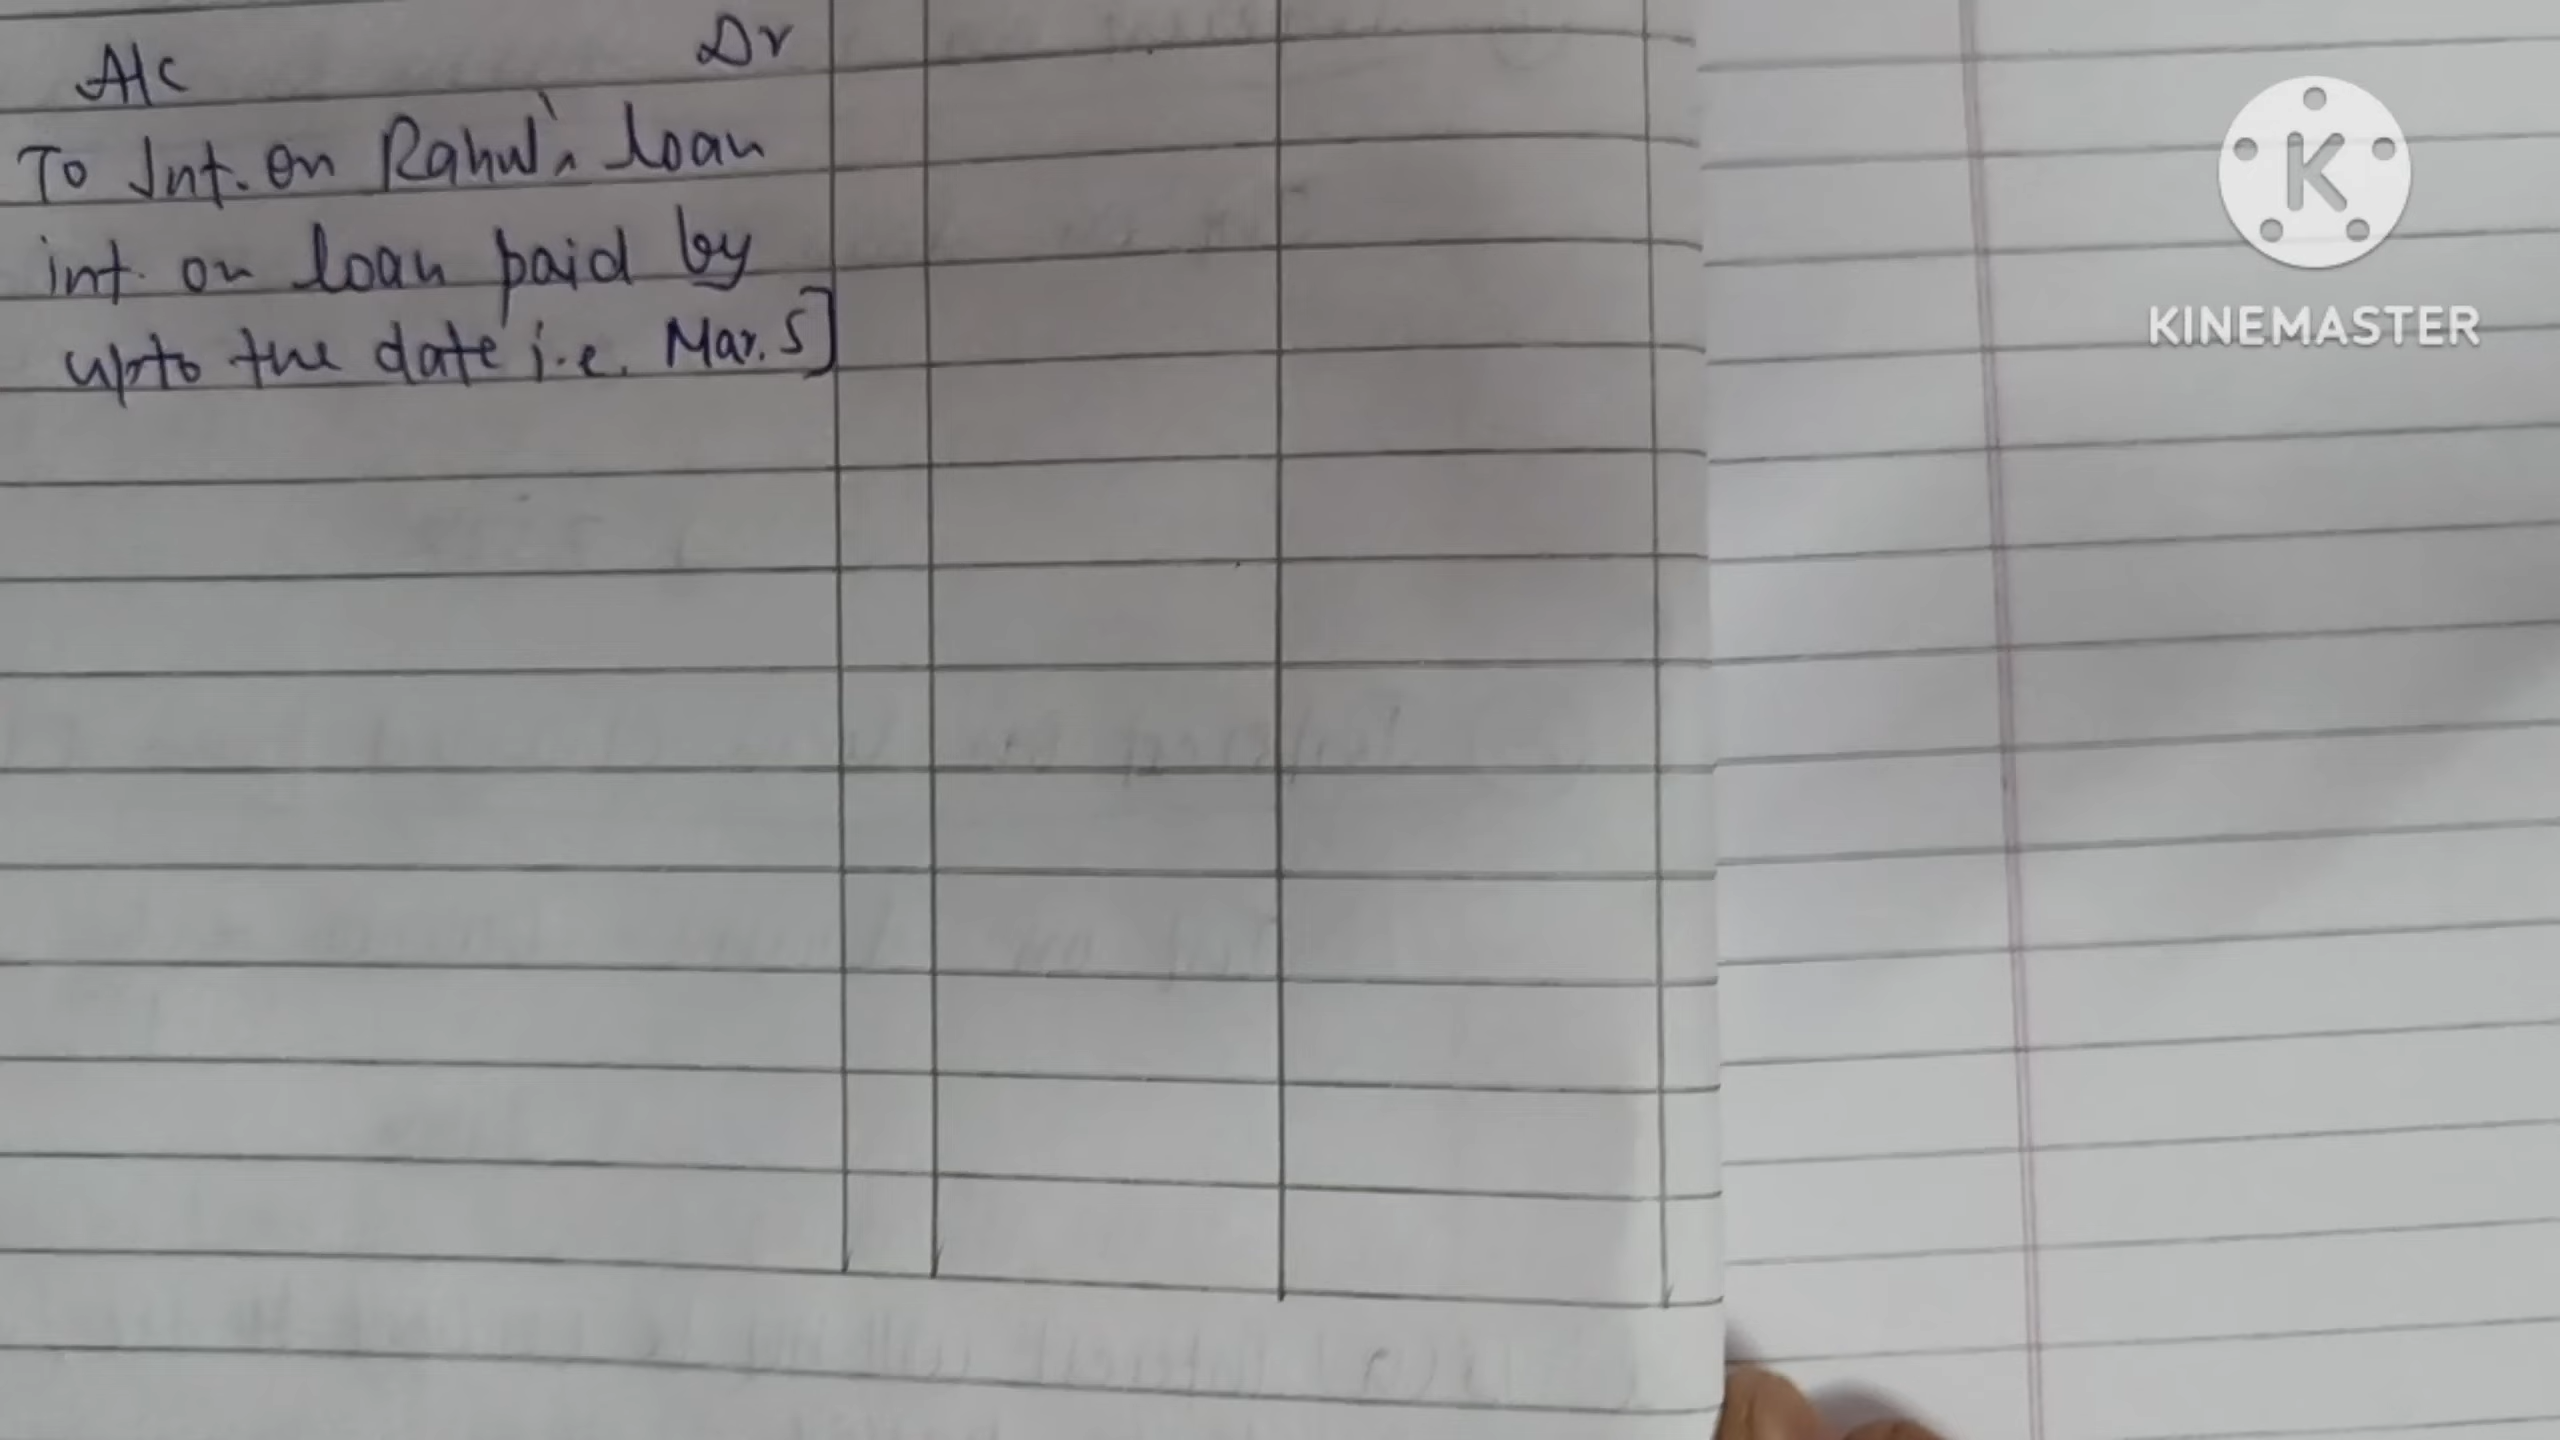 A/c Dr
To Int. on Rahul's loan
int. on loan paid by
upto the date i.e. Mar. 5]
KINEMASTER